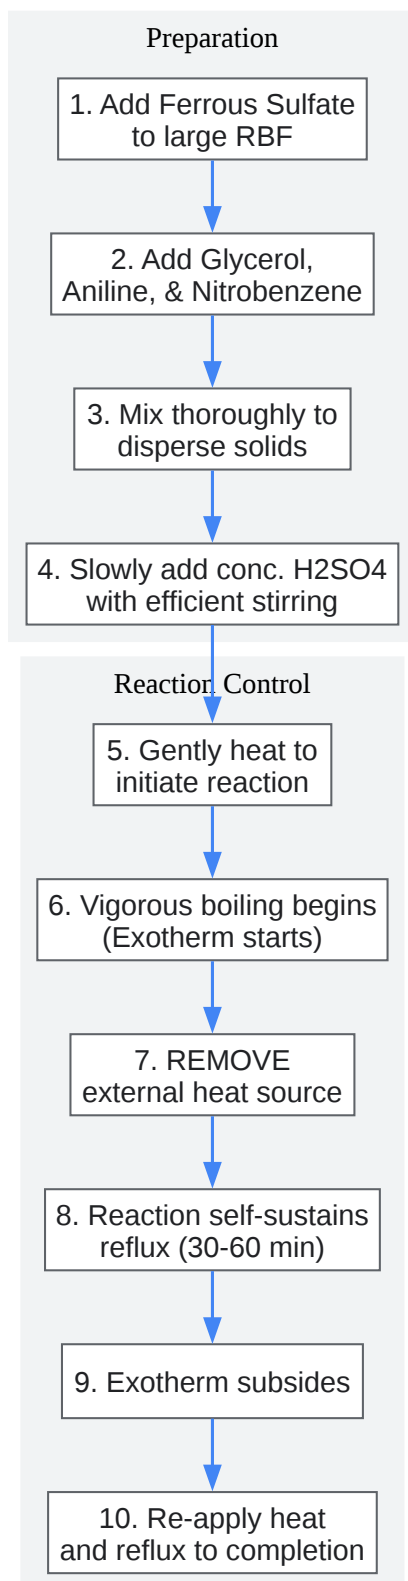 Preparation
1. Add Ferrous Sulfate
to large RBF
2. Add Glycerol,
Aniline, & Nitrobenzene
3. Mix thoroughly to
disperse solids
4. Slowly add conc. H2SO4
with efficient stirring
Reaction Control
5. Gently heat to
initiate reaction
6. Vigorous boiling begins
(Exotherm starts)
7. REMOVE
external heat source
8. Reaction self-sustains
reflux (30-60 min)
9. Exotherm subsides
10. Re-apply heat
and reflux to completion